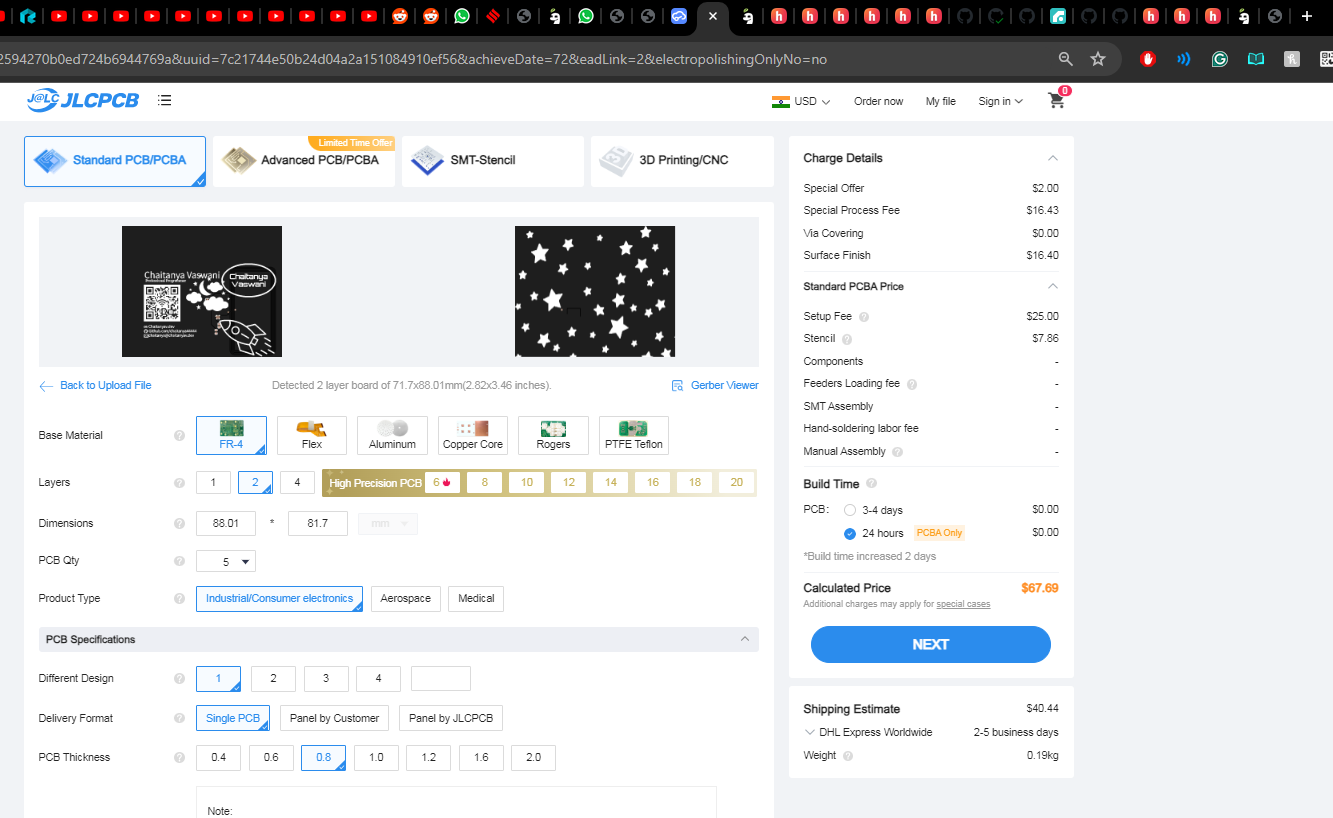 2594270b0ed724b6944769a&uuid=7c21744e50b24d04a2a151084910ef56&achieveDate=72&eadLink=2&electropolishingOnlyNo=no
J@LC JLCPCB
USD
Order now
My file
Sign in
0
Standard PCB/PCBA
Limited Time Offer
Advanced PCB/PCBA
SMT-Stencil
3D Printing/CNC
Chaitanya Vaswani
Chaitanya
Vaswani
Back to Upload File
Detected 2 layer board of 71.7x88.01mm(2.82x3.46 inches).
Gerber Viewer
Base Material
FR-4
Flex
Aluminum
Copper Core
Rogers
PTFE Teflon
Layers
1
2
4
High Precision PCB
6
8
10
12
14
16
18
20
Dimensions
88.01
*
81.7
mm
PCB Qty
5
Product Type
Industrial/Consumer electronics
Aerospace
Medical
PCB Specifications
Different Design
1
2
3
4
Delivery Format
Single PCB
Panel by Customer
Panel by JLCPCB
PCB Thickness
0.4
0.6
0.8
1.0
1.2
1.6
2.0
Note:
Charge Details
Special Offer $2.00
Special Process Fee $16.43
Via Covering $0.00
Surface Finish $16.40
Standard PCBA Price
Setup Fee $25.00
Stencil $7.86
Components -
Feeders Loading fee -
SMT Assembly -
Hand-soldering labor fee -
Manual Assembly -
Build Time
PCB: 3-4 days $0.00
24 hours PCBA Only $0.00
*Build time increased 2 days
Calculated Price $67.69
Additional charges may apply for special cases
NEXT
Shipping Estimate $40.44
DHL Express Worldwide 2-5 business days
Weight 0.19kg